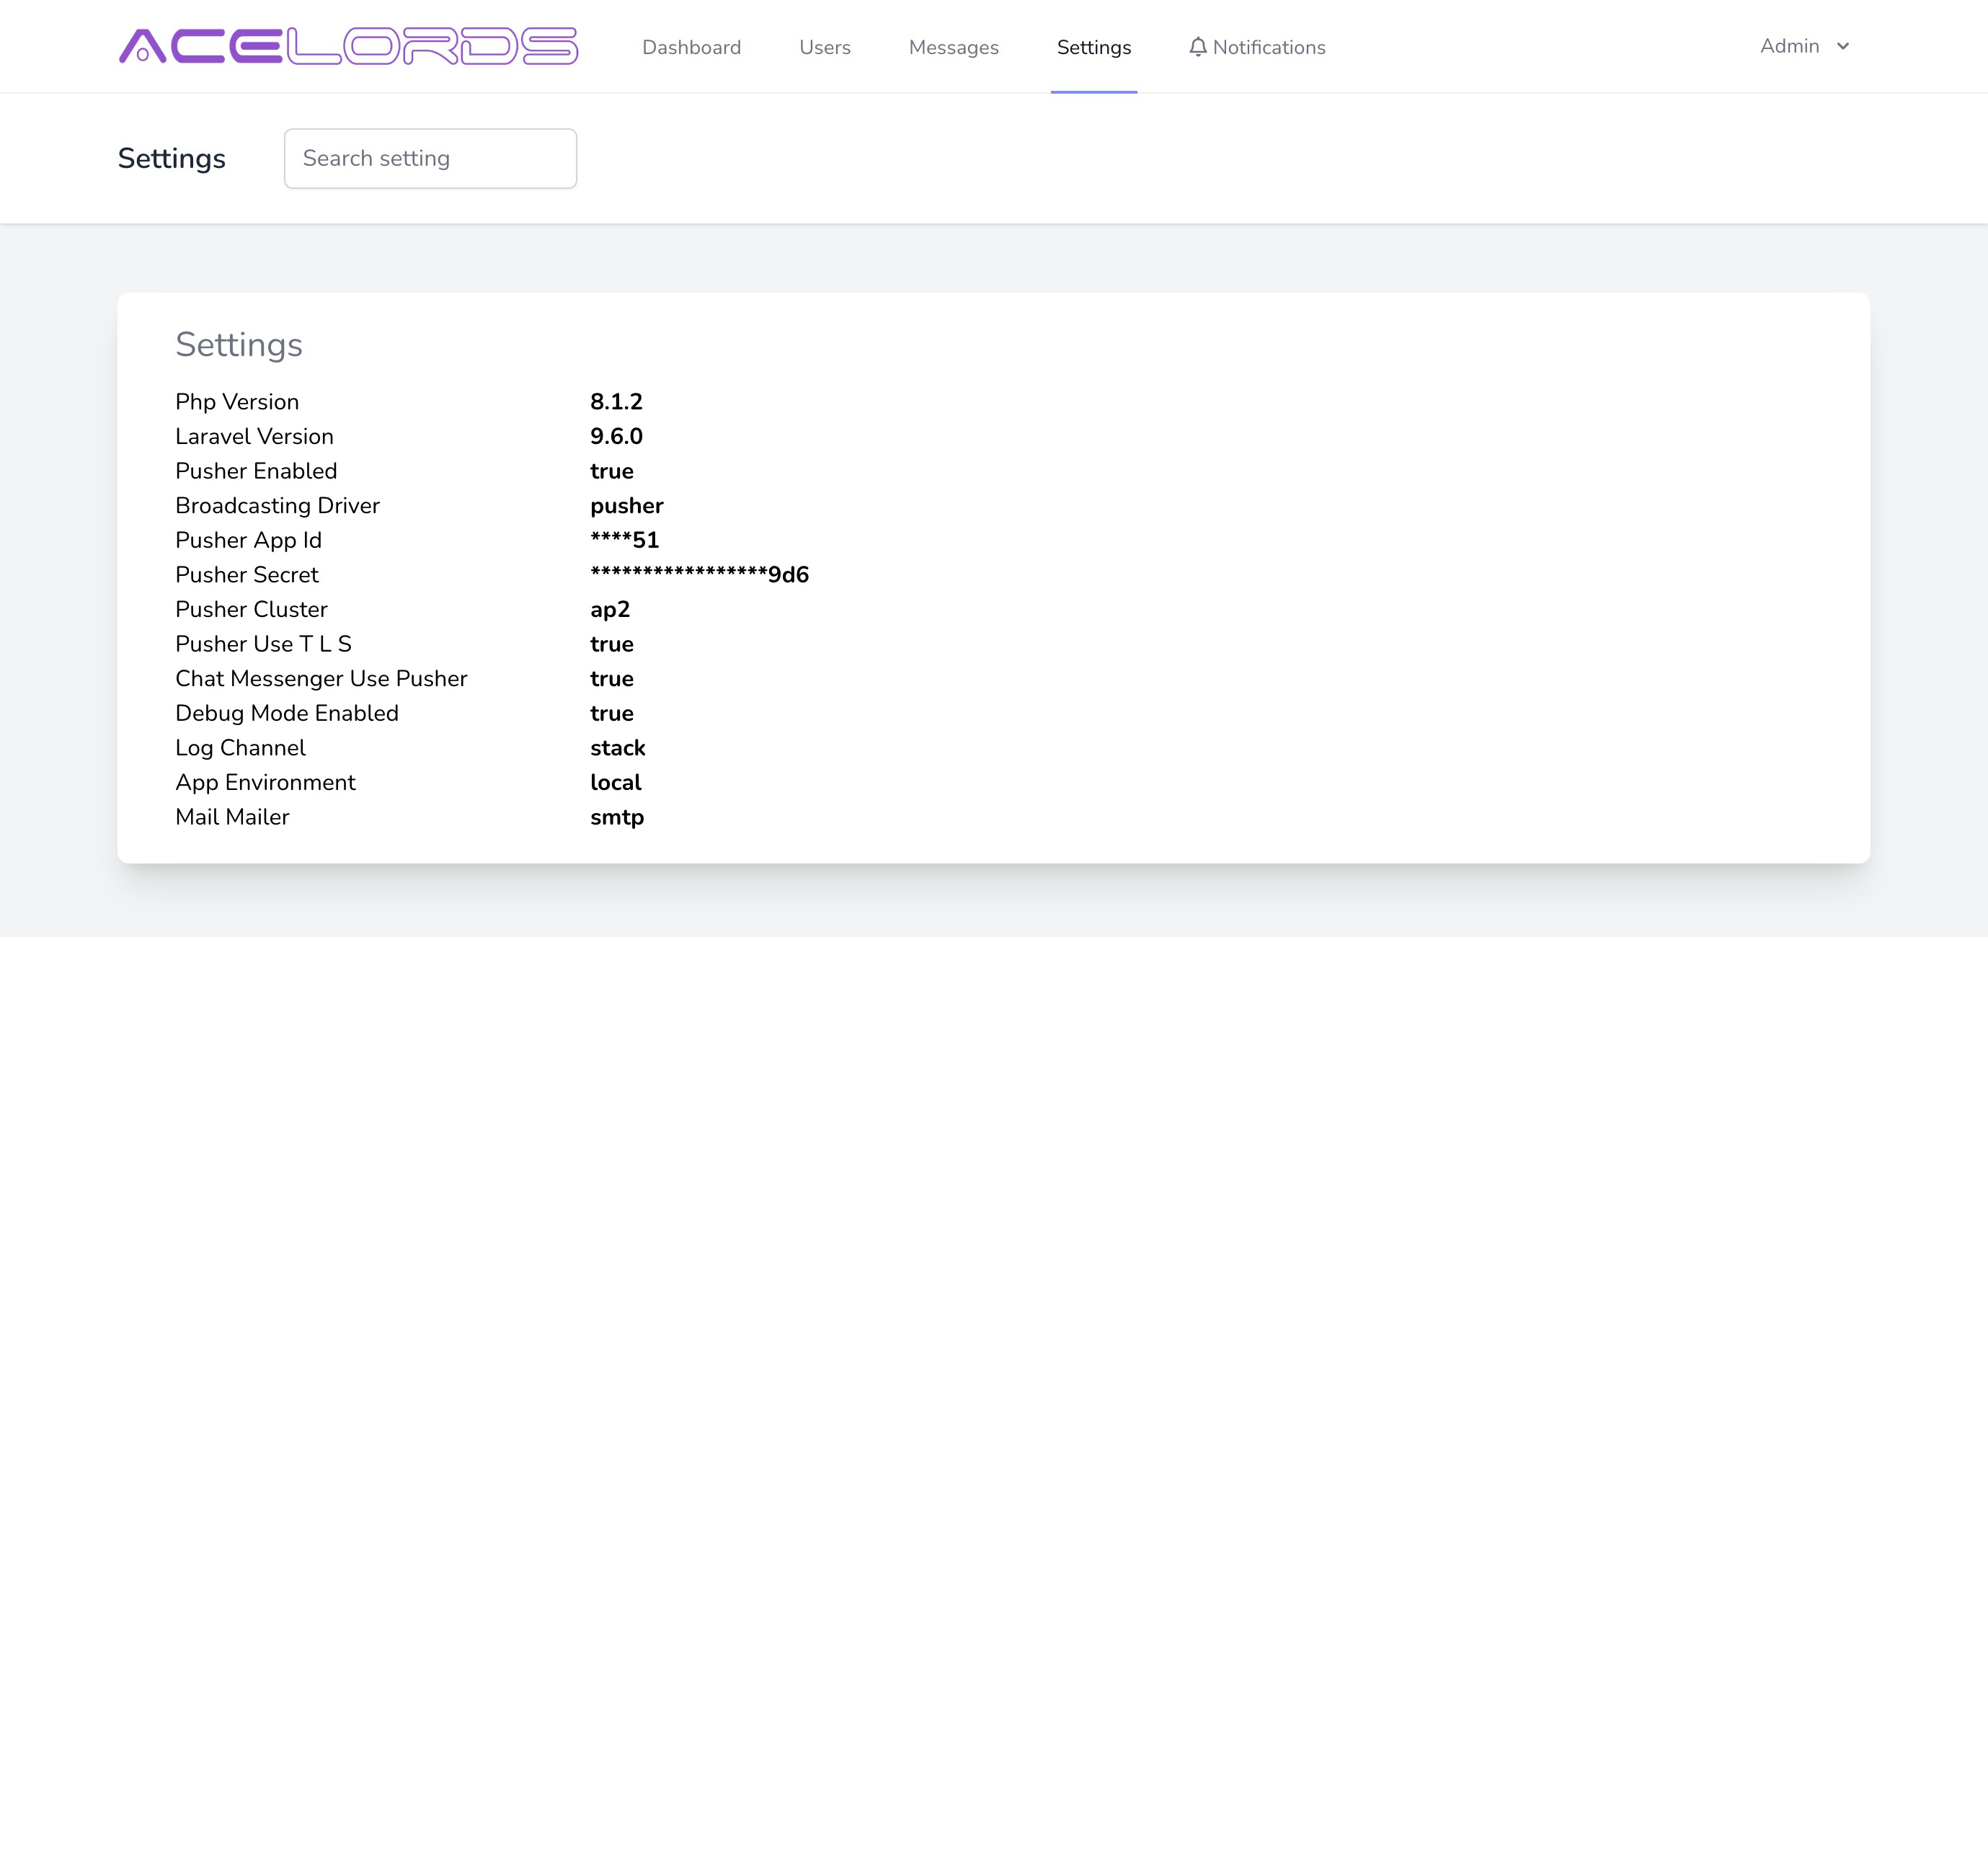 ACELORDS Dashboard Users Messages Settings Notifications Admin
Settings Search setting
Settings
Php Version 8.1.2
Laravel Version 9.6.0
Pusher Enabled true
Broadcasting Driver pusher
Pusher App Id ****51
Pusher Secret *****************9d6
Pusher Cluster ap2
Pusher Use T L S true
Chat Messenger Use Pusher true
Debug Mode Enabled true
Log Channel stack
App Environment local
Mail Mailer smtp